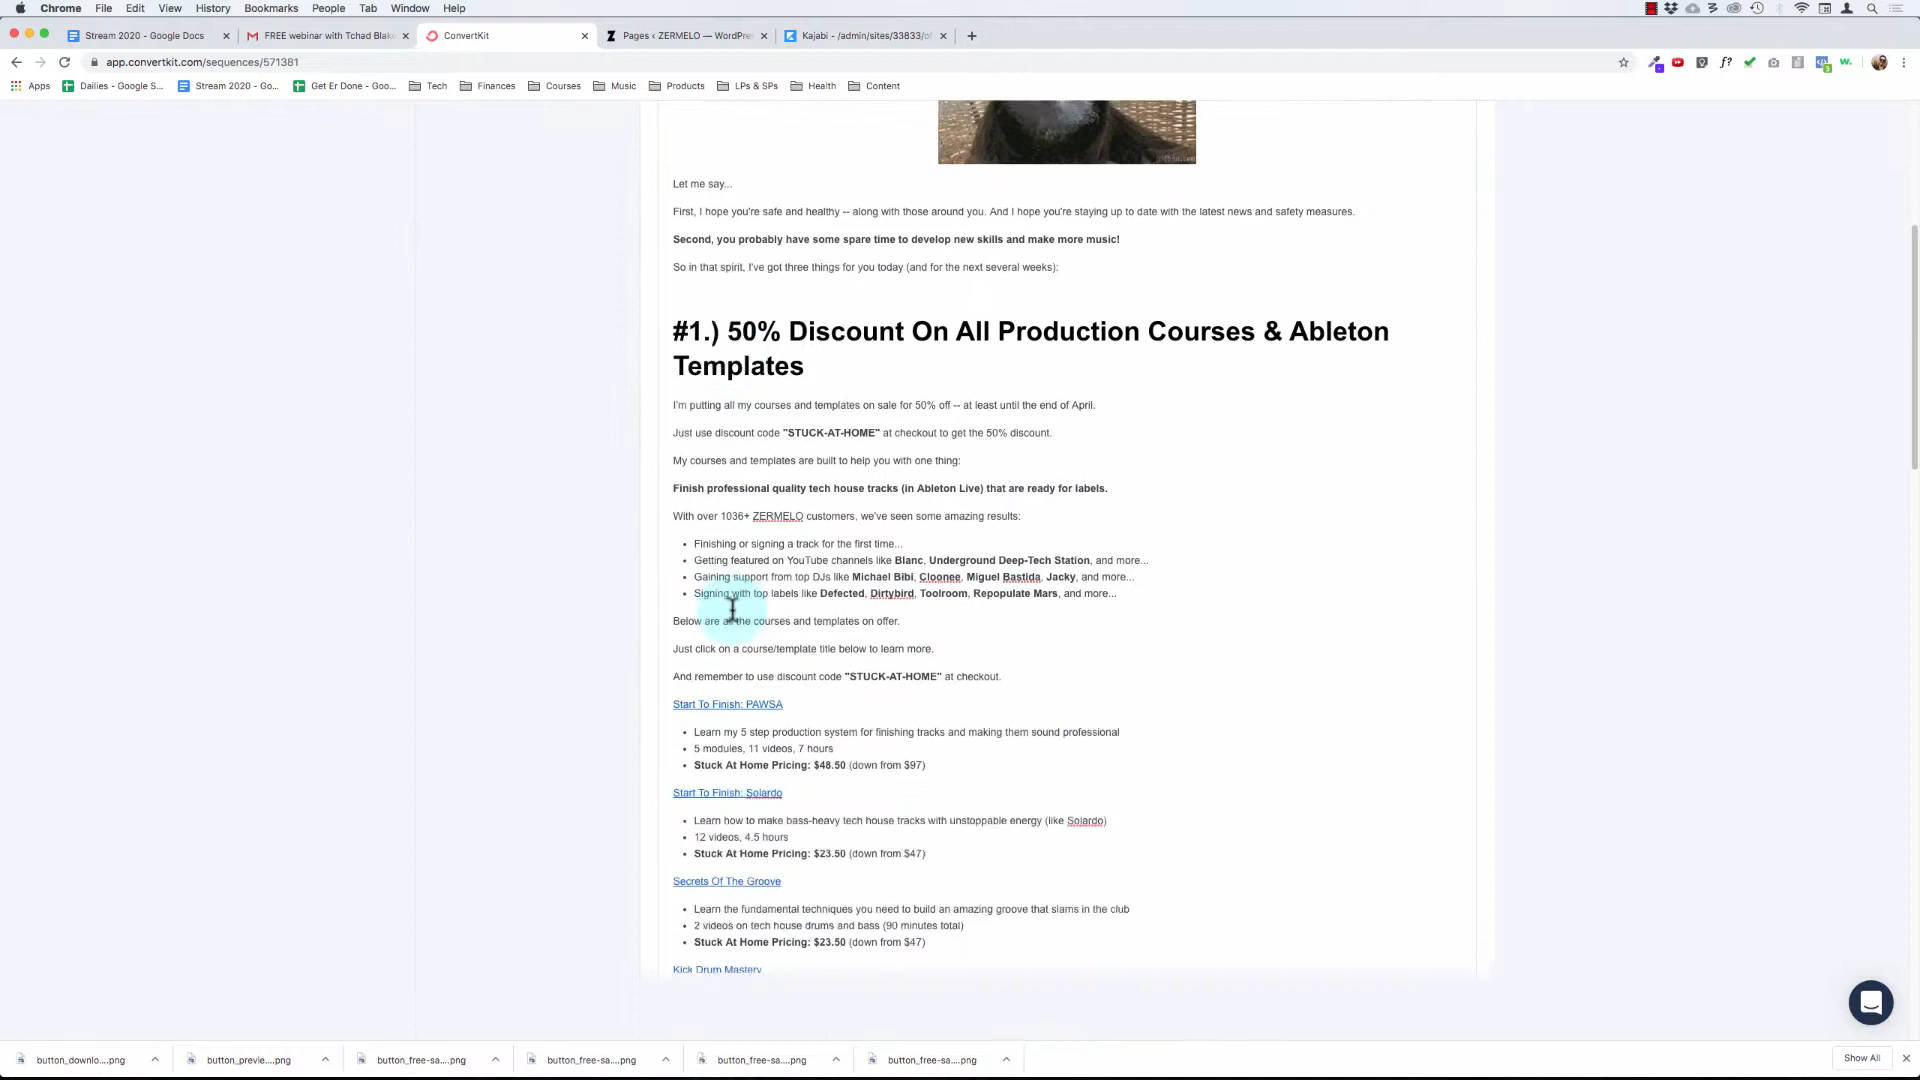 Chrome File Edit View History Bookmarks People Tab Window Help
Stream 2020 - Google Docs FREE webinar with Tchad Blak ConvertKit Pages ‹ ZERMELO — WordPre Kajabi - /admin/sites/33833/of
app.convertkit.com/sequences/571381
Apps Dailies - Google S... Stream 2020 - Go... Get Er Done - Goo... Tech Finances Courses Music Products LPs & SPs Health Content
Let me say...
First, I hope you're safe and healthy -- along with those around you. And I hope you're staying up to date with the latest news and safety measures.
Second, you probably have some spare time to develop new skills and make more music!
So in that spirit, I've got three things for you today (and for the next several weeks):
#1.) 50% Discount On All Production Courses & Ableton
Templates
I'm putting all my courses and templates on sale for 50% off -- at least until the end of April.
Just use discount code "STUCK-AT-HOME" at checkout to get the 50% discount.
My courses and templates are built to help you with one thing:
Finish professional quality tech house tracks (in Ableton Live) that are ready for labels.
With over 1036+ ZERMELO customers, we've seen some amazing results:
• Finishing or signing a track for the first time...
• Getting featured on YouTube channels like Blanc, Underground Deep-Tech Station, and more...
• Gaining support from top DJs like Michael Bibi, Cloonee, Miguel Bastida, Jacky, and more...
• Signing with top labels like Defected, Dirtybird, Toolroom, Repopulate Mars, and more...
Below are all the courses and templates on offer.
Just click on a course/template title below to learn more.
And remember to use discount code "STUCK-AT-HOME" at checkout.
Start To Finish: PAWSA
• Learn my 5 step production system for finishing tracks and making them sound professional
• 5 modules, 11 videos, 7 hours
• Stuck At Home Pricing: $48.50 (down from $97)
Start To Finish: Solardo
• Learn how to make bass-heavy tech house tracks with unstoppable energy (like Solardo)
• 12 videos, 4.5 hours
• Stuck At Home Pricing: $23.50 (down from $47)
Secrets Of The Groove
• Learn the fundamental techniques you need to build an amazing groove that slams in the club
• 2 videos on tech house drums and bass (90 minutes total)
• Stuck At Home Pricing: $23.50 (down from $47)
Kick Drum Mastery
button_downlo....png button_previe....png button_free-sa....png button_free-sa....png button_free-sa....png button_free-sa....png Show All